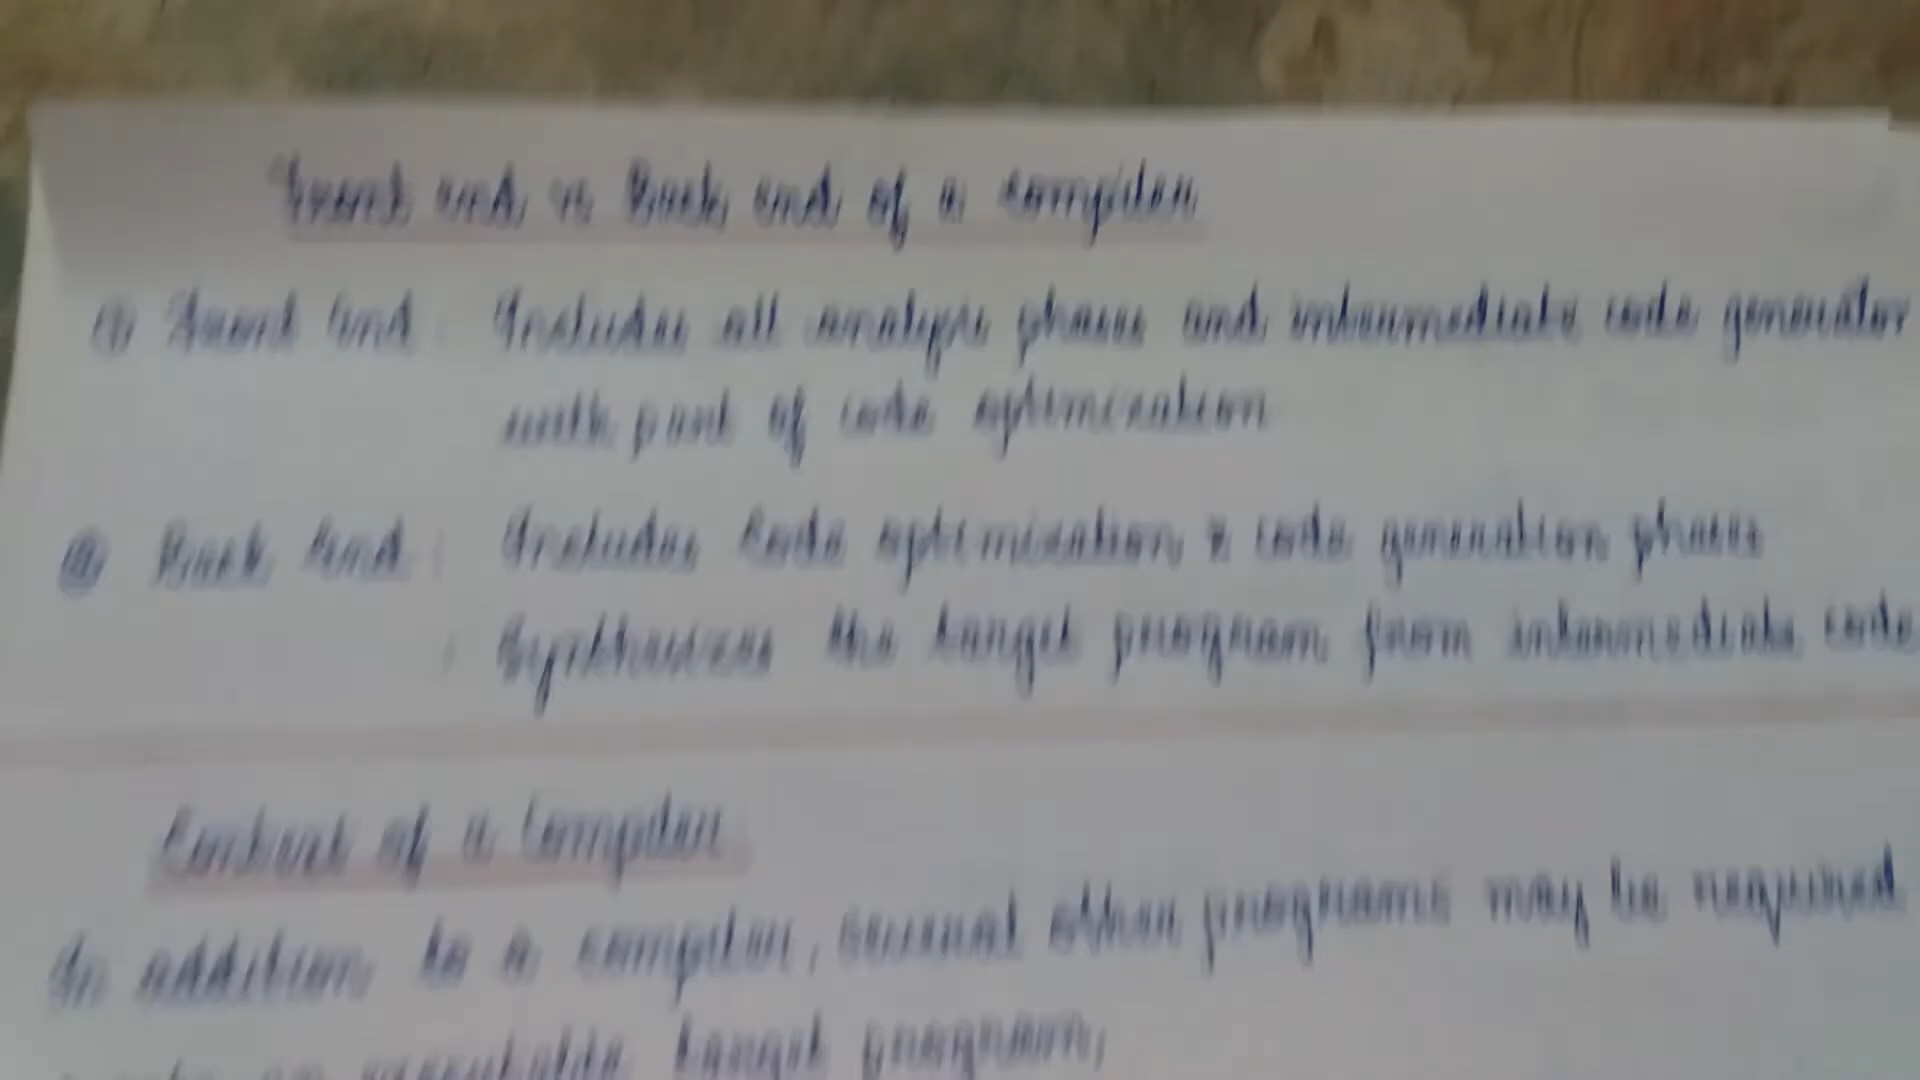 Front end vs Back end of a compiler
① Front End : Includes all analysis phases and intermediate code generator
with part of code optimization
② Back End : Includes Code optimization & code generation phases
: Synthesizes the target program from intermediate code
Context of a Compiler
In addition to a compiler, several other programs may be required
executable target program,